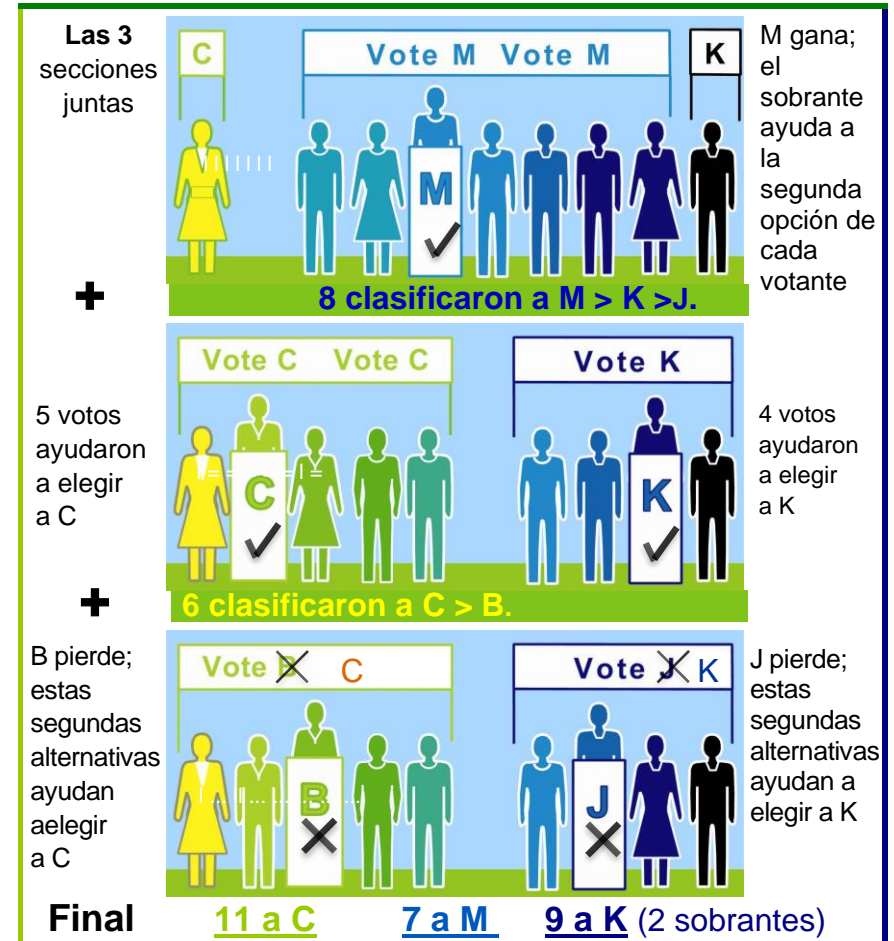 Las 3
secciones
juntas
C
Vote M Vote M
K
M
M gana;
el
sobrante
ayuda a
la
segunda
opción de
cada
votante
+
8 clasificaron a M > K >J.
5 votos
ayudaron
a elegir
a C
Vote C Vote C
Vote K
C
K
4 votos
ayudaron
a elegir
a K
+
6 clasificaron a C > B.
B pierde;
estas
segundas
alternativas
ayudan
aelegir
a C
Vote B C
Vote J K
B
J
J pierde;
estas
segundas
alternativas
ayudan a
elegir a K
Final 11 a C 7 a M 9 a K (2 sobrantes)